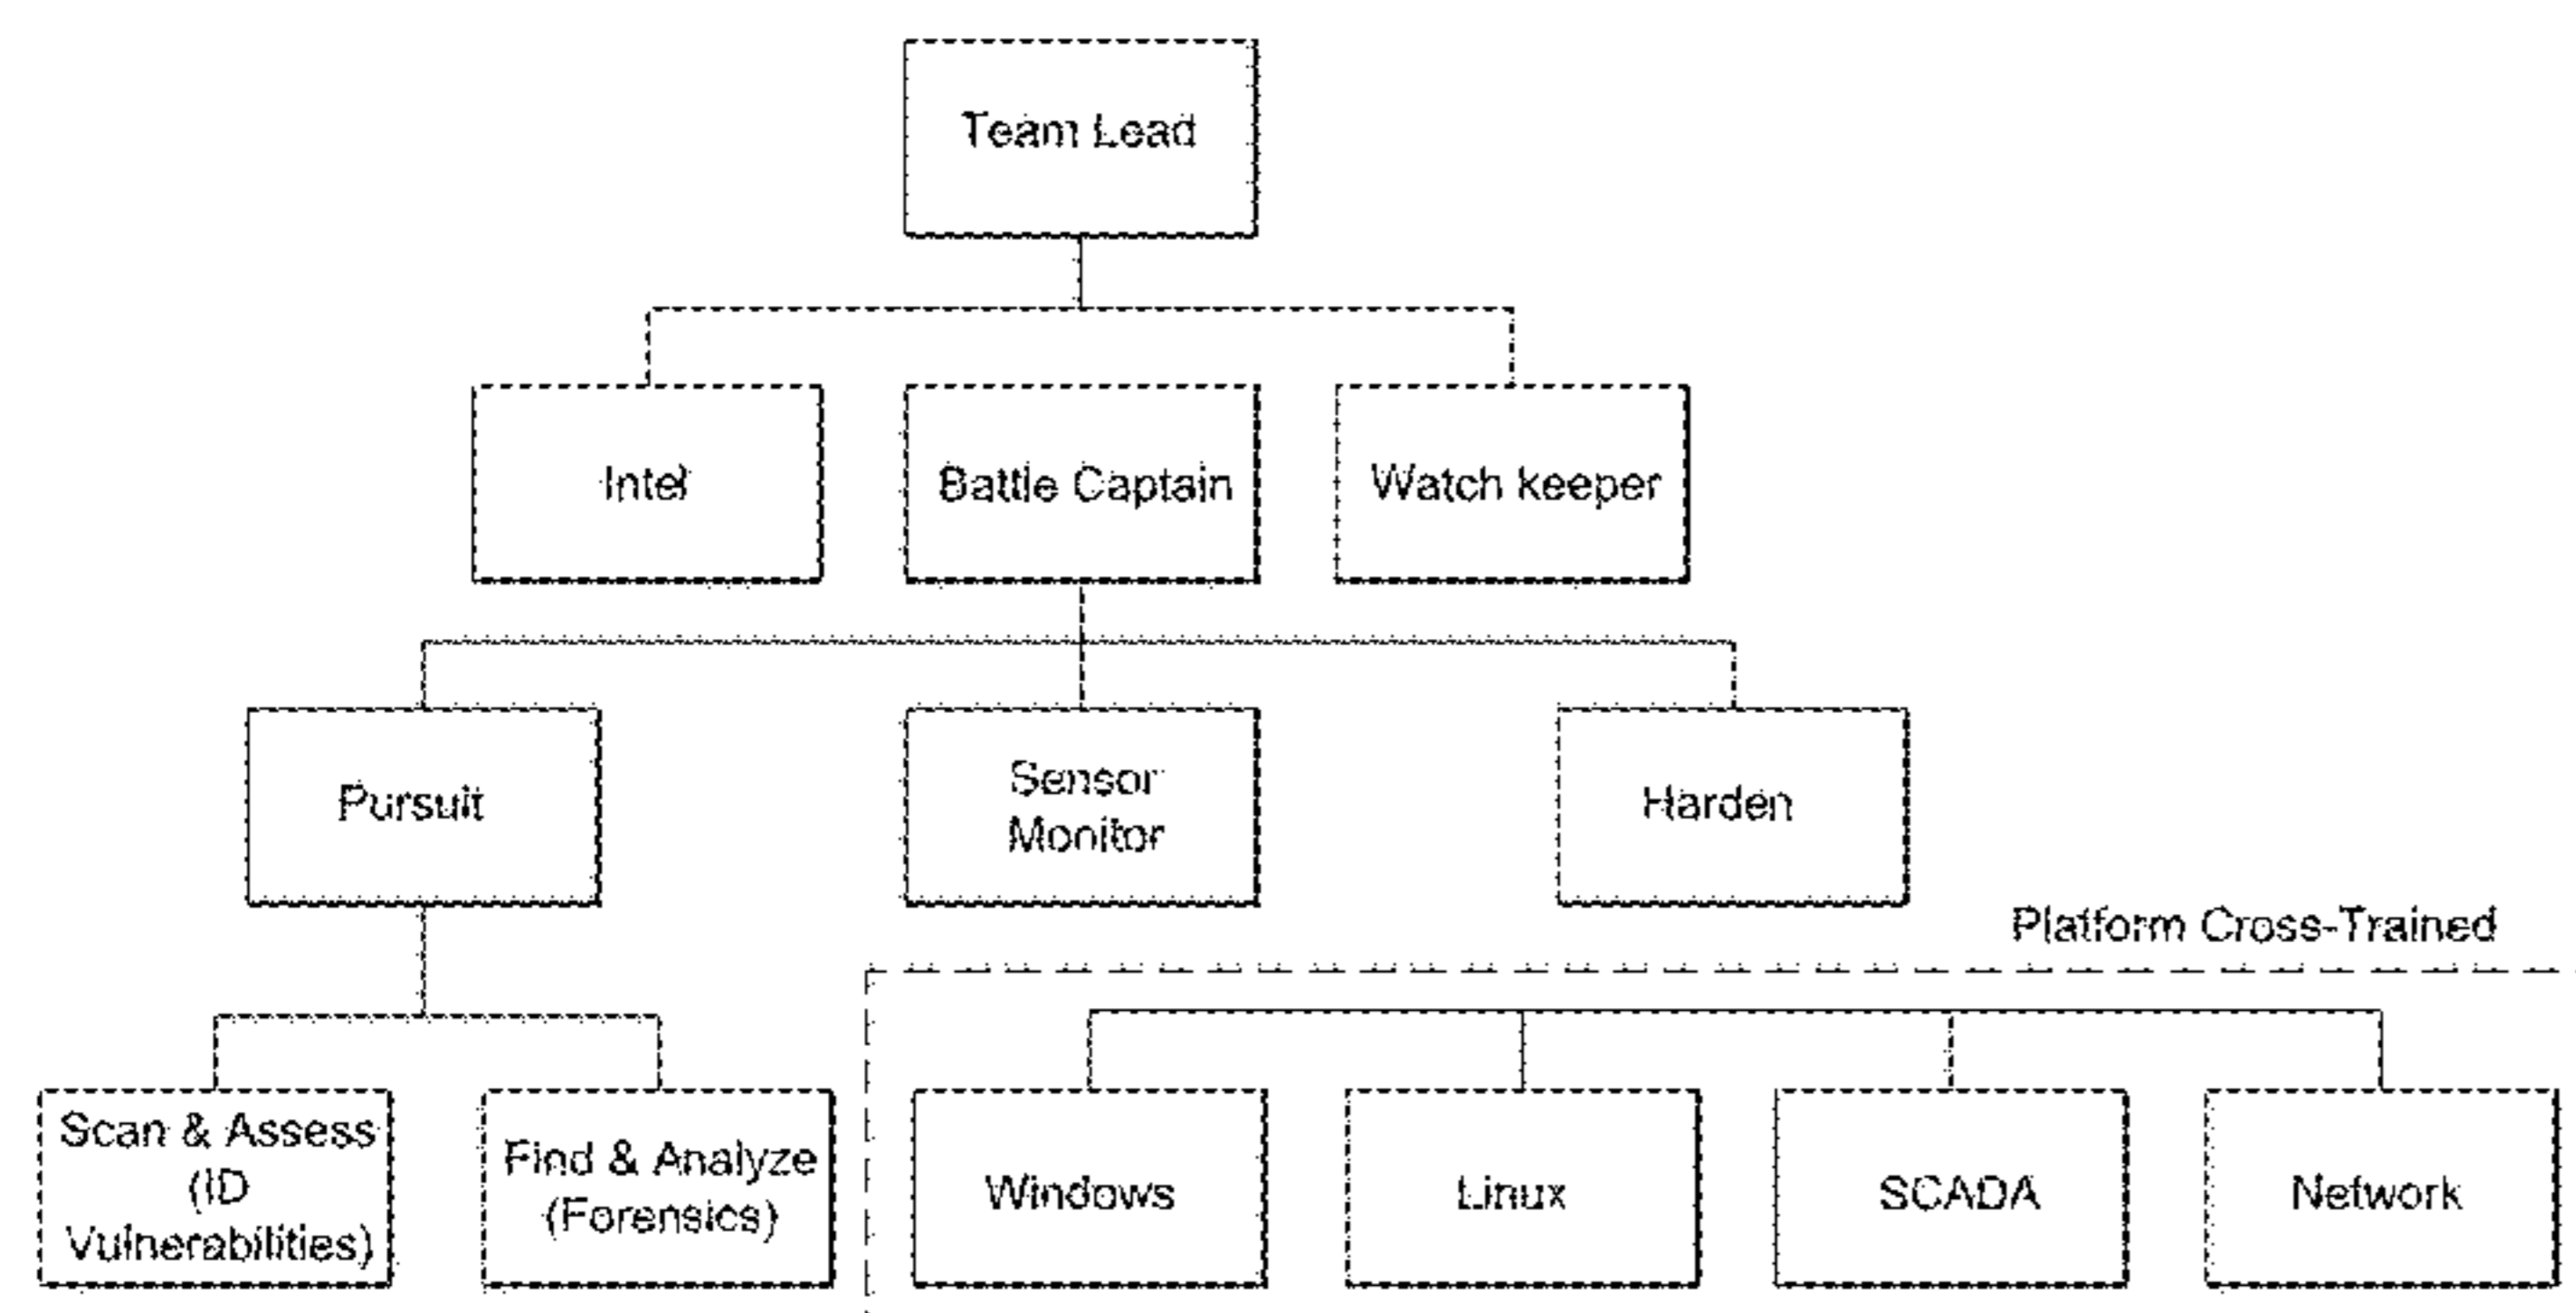 Team Lead
Intel
Battle Captain
Watch keeper
Pursuit
Sensor
Monitor
Harden
Platform Cross-Trained
Scan & Assess
(ID
Vulnerabilities)
Find & Analyze
(Forensics)
Windows
Linux
SCADA
Network